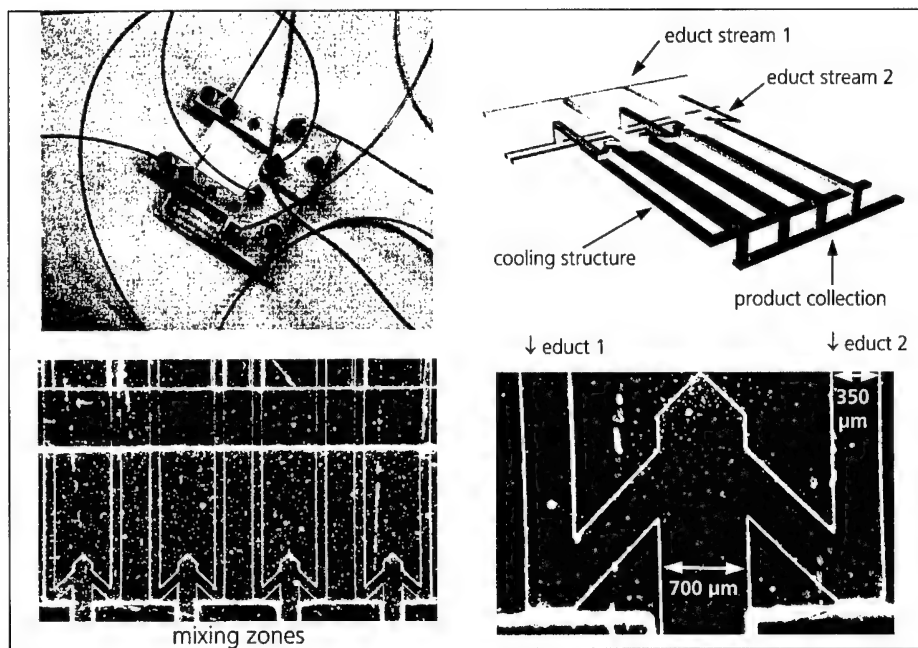 educt stream 1
educt stream 2
cooling structure
product collection
↓ educt 1
↓ educt 2
350
µm
700 µm
mixing zones